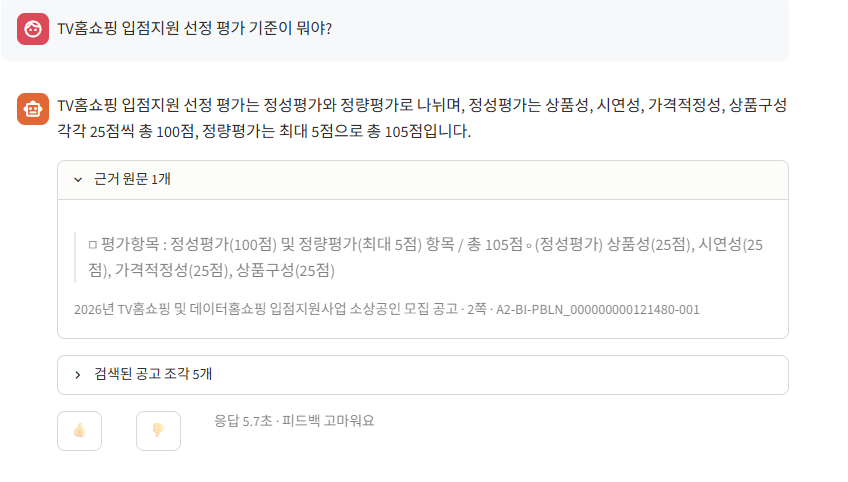 TV홈쇼핑 입점지원 선정 평가 기준이 뭐야?
TV홈쇼핑 입점지원 선정 평가는 정성평가와 정량평가로 나뉘며, 정성평가는 상품성, 시연성, 가격적정성, 상품구성
각각 25점씩 총 100점, 정량평가는 최대 5점으로 총 105점입니다.
근거 원문 1개
□ 평가항목 : 정성평가(100점) 및 정량평가(최대 5점) 항목 / 총 105점 ◦ (정성평가) 상품성(25점), 시연성(25
점), 가격적정성(25점), 상품구성(25점)
2026년 TV홈쇼핑 및 데이터홈쇼핑 입점지원사업 소상공인 모집 공고 · 2쪽 · A2-BI-PBLN_000000000121480-001
검색된 공고 조각 5개
응답 5.7초 · 피드백 고마워요